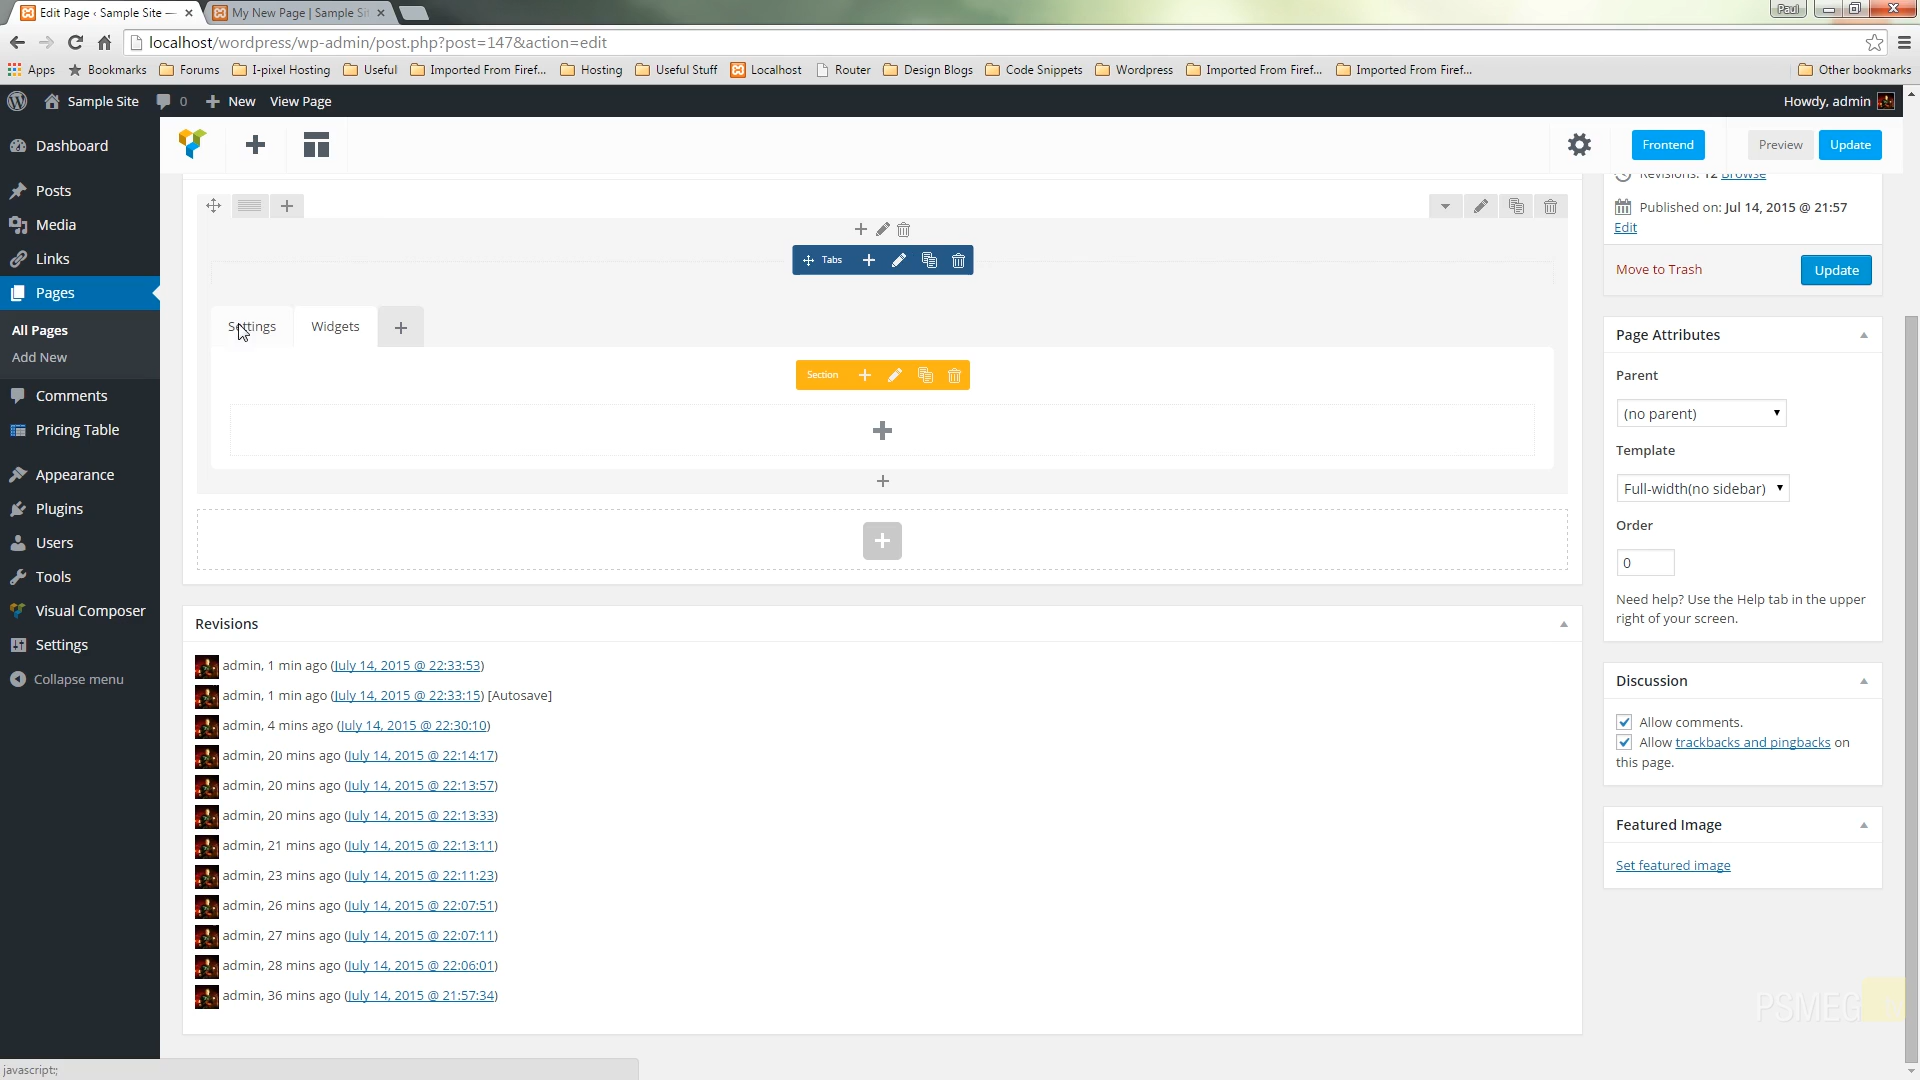 Edit Page ‹ Sample Site —
My New Page | Sample Sit
Paul
localhost/wordpress/wp-admin/post.php?post=147&action=edit
Apps Bookmarks Forums I-pixel Hosting Useful Imported From Firef... Hosting Useful Stuff Localhost Router Design Blogs Code Snippets Wordpress Imported From Firef... Imported From Firef... Other bookmarks
Sample Site 0 New View Page Howdy, admin
Dashboard
Posts
Media
Links
Pages
All Pages
Add New
Comments
Pricing Table
Appearance
Plugins
Users
Tools
Visual Composer
Settings
Collapse menu
Frontend Preview Update
Tabs
Settings Widgets
Section
Revisions
admin, 1 min ago (July 14, 2015 @ 22:33:53)
admin, 1 min ago (July 14, 2015 @ 22:33:15) [Autosave]
admin, 4 mins ago (July 14, 2015 @ 22:30:10)
admin, 20 mins ago (July 14, 2015 @ 22:14:17)
admin, 20 mins ago (July 14, 2015 @ 22:13:57)
admin, 20 mins ago (July 14, 2015 @ 22:13:33)
admin, 21 mins ago (July 14, 2015 @ 22:13:11)
admin, 23 mins ago (July 14, 2015 @ 22:11:23)
admin, 26 mins ago (July 14, 2015 @ 22:07:51)
admin, 27 mins ago (July 14, 2015 @ 22:07:11)
admin, 28 mins ago (July 14, 2015 @ 22:06:01)
admin, 36 mins ago (July 14, 2015 @ 21:57:34)
Revisions: 12 Browse
Published on: Jul 14, 2015 @ 21:57
Edit
Move to Trash Update
Page Attributes
Parent
(no parent)
Template
Full-width(no sidebar)
Order
0
Need help? Use the Help tab in the upper
right of your screen.
Discussion
Allow comments.
Allow trackbacks and pingbacks on
this page.
Featured Image
Set featured image
javascript:;